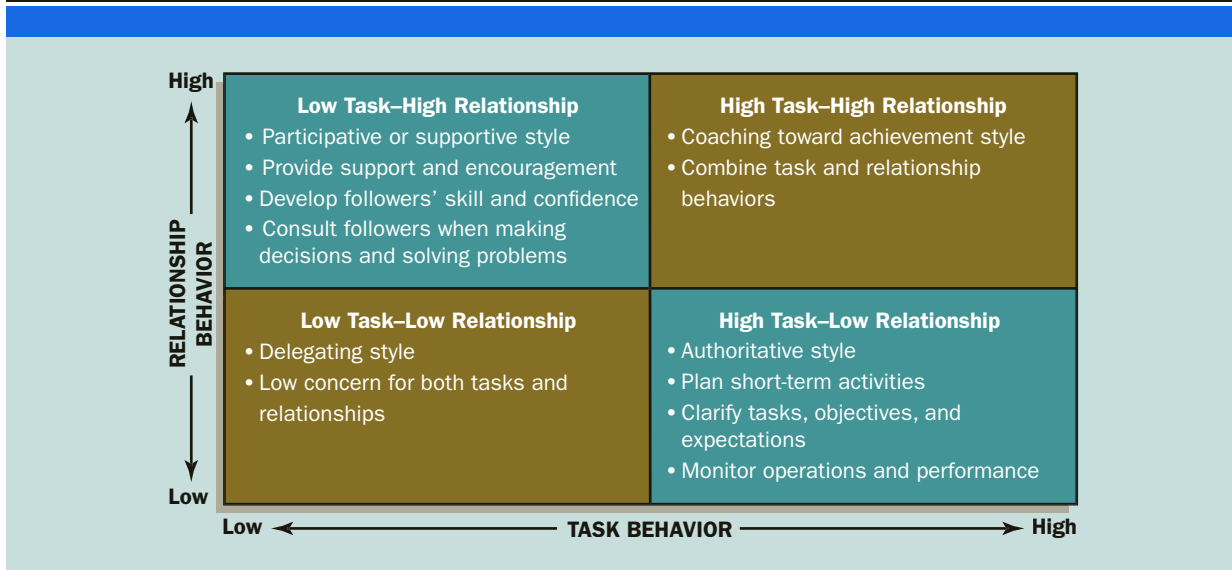 High
RELATIONSHIP
BEHAVIOR
Low
Low Task–High Relationship
• Participative or supportive style
• Provide support and encouragement
• Develop followers’ skill and confidence
• Consult followers when making
decisions and solving problems
High Task–High Relationship
• Coaching toward achievement style
• Combine task and relationship
behaviors
Low Task–Low Relationship
• Delegating style
• Low concern for both tasks and
relationships
High Task–Low Relationship
• Authoritative style
• Plan short-term activities
• Clarify tasks, objectives, and
expectations
• Monitor operations and performance
Low
TASK BEHAVIOR
High